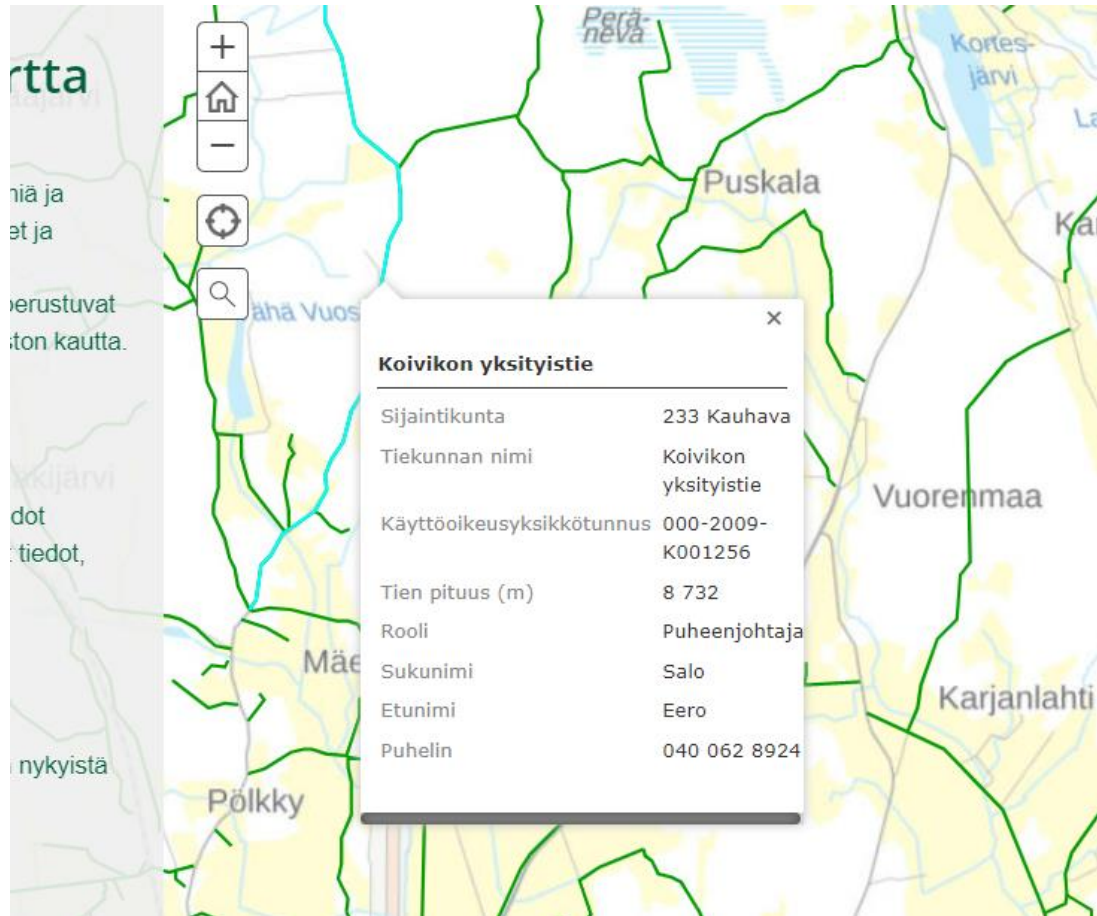 rtta
niä ja
et ja
perustuvat
ston kautta.
dot
t tiedot,
nykyistä
Perä-
neva
Kortes-
järvi
Puskala
Koivikon yksityistie
Sijaintikunta 233 Kauhava
Tiekunnan nimi Koivikon
yksityistie
Käyttöoikeusyksikkötunnus 000-2009-
K001256
Tien pituus (m) 8 732
Rooli Puheenjohtaja
Sukunimi Salo
Etunimi Eero
Puhelin 040 062 8924
Vuorenmaa
Mäe
Karjanlahti
Pölkky